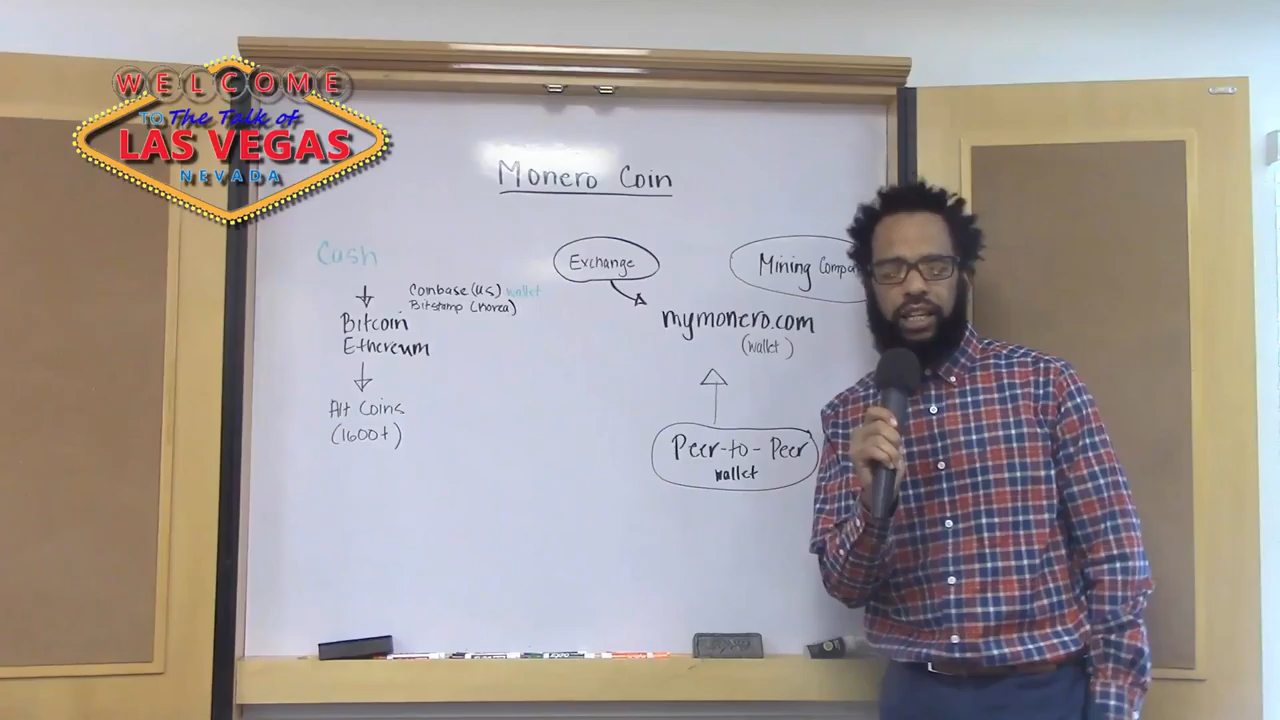 WELCOME
TO The Talk of
LAS VEGAS
NEVADA
Monero Coin
Cash
Coinbase (US) wallet
Bitstamp (Korea)
Bitcoin
Ethereum
Alt Coins
(1600+)
Exchange
Mining Compa
mymonero.com
(wallet)
Peer-to-Peer
wallet